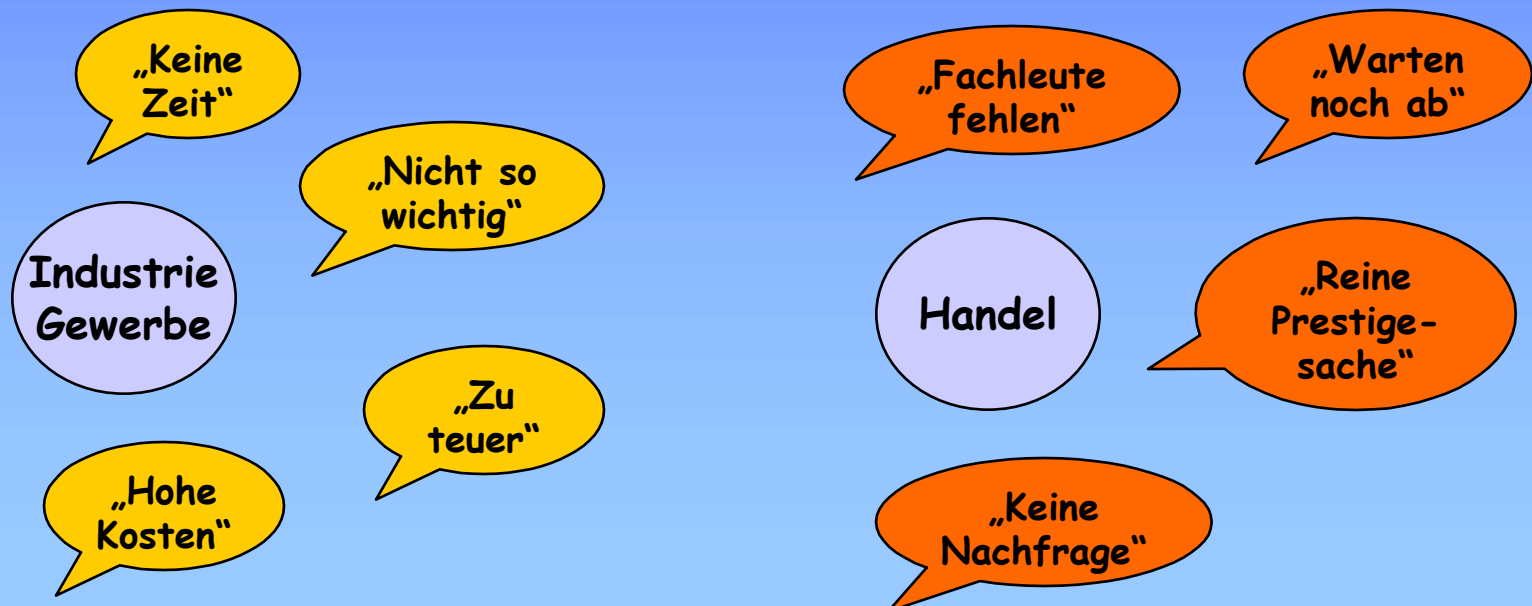 „Keine
Zeit“
„Nicht so
wichtig“
Industrie
Gewerbe
„Zu
teuer“
„Hohe
Kosten“
„Fachleute
fehlen“
„Warten
noch ab“
Handel
„Reine
Prestige-
sache“
„Keine
Nachfrage“